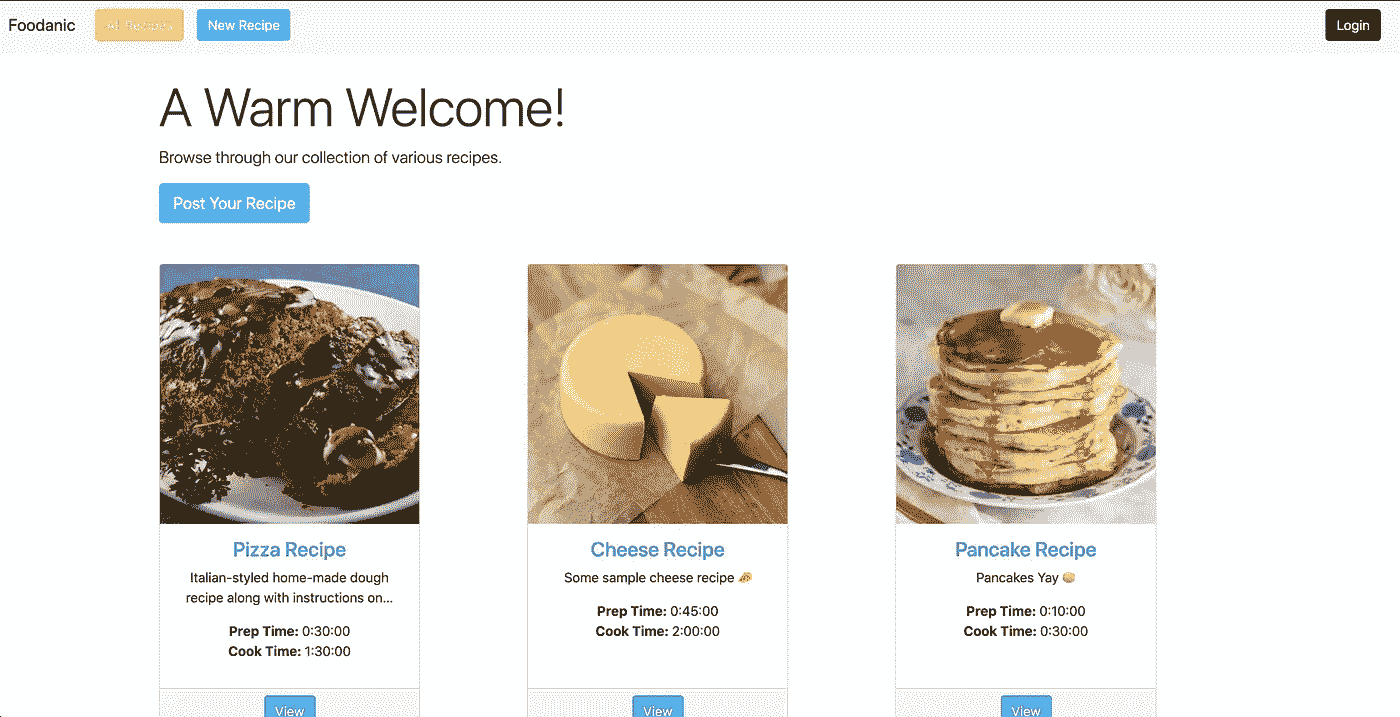 Foodanic
All Recipes
New Recipe
Login
A Warm Welcome!
Browse through our collection of various recipes.
Post Your Recipe
Pizza Recipe
Italian-styled home-made dough
recipe along with instructions on...
Prep Time: 0:30:00
Cook Time: 1:30:00
View
Cheese Recipe
Some sample cheese recipe 🧀
Prep Time: 0:45:00
Cook Time: 2:00:00
View
Pancake Recipe
Pancakes Yay 🥞
Prep Time: 0:10:00
Cook Time: 0:30:00
View